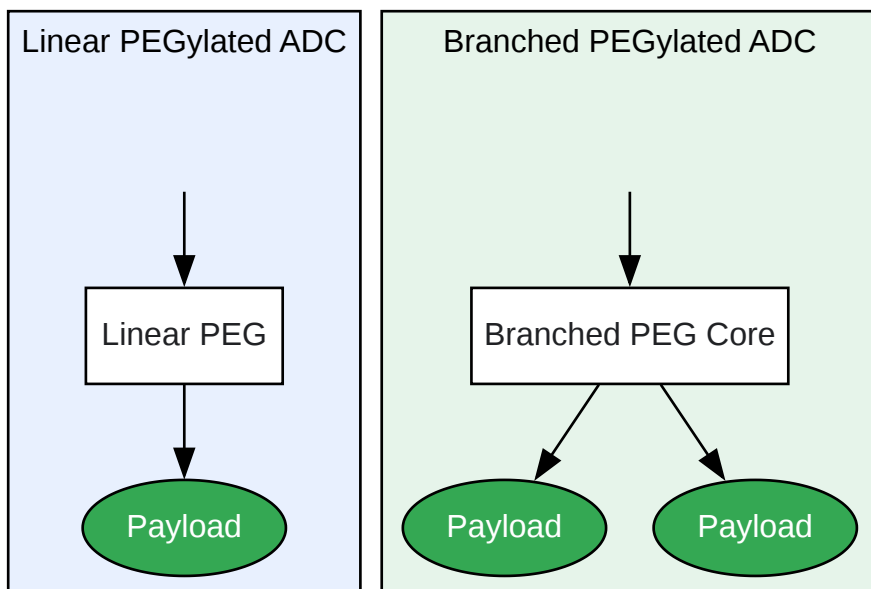 Linear PEGylated ADC
Linear PEG
Payload
Branched PEGylated ADC
Branched PEG Core
Payload
Payload